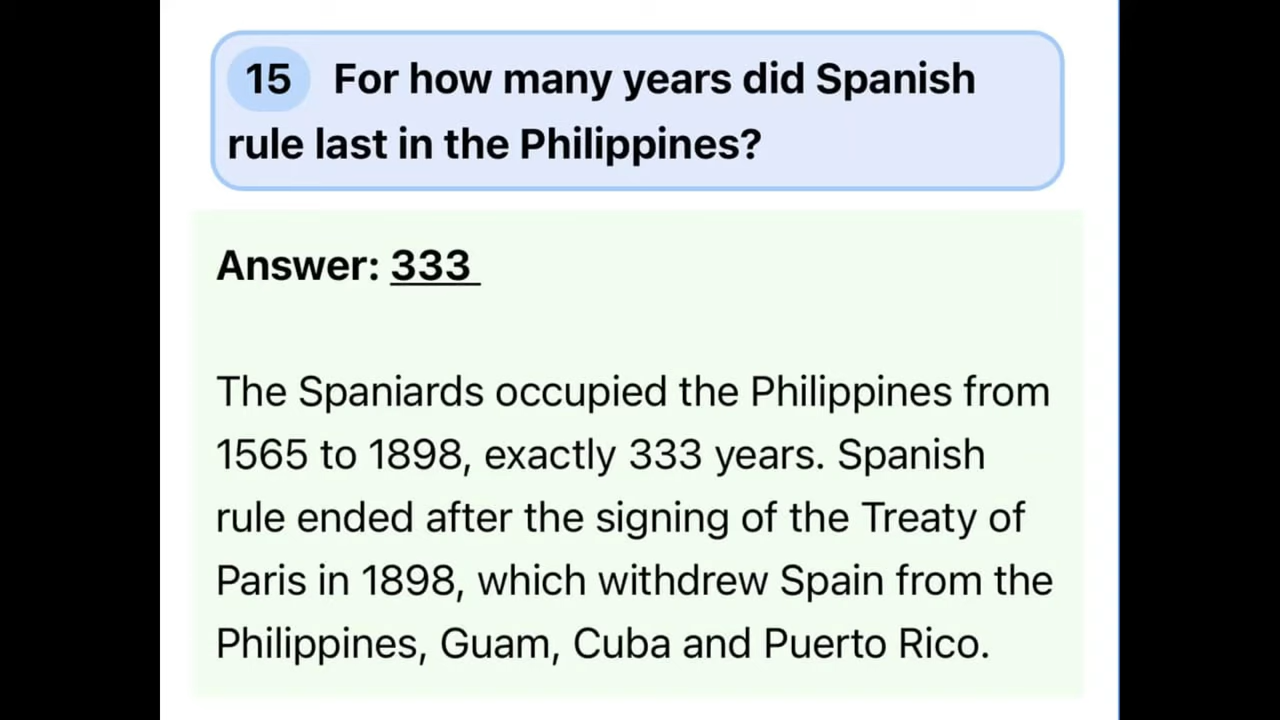 15 For how many years did Spanish
rule last in the Philippines?
Answer: 333
The Spaniards occupied the Philippines from
1565 to 1898, exactly 333 years. Spanish
rule ended after the signing of the Treaty of
Paris in 1898, which withdrew Spain from the
Philippines, Guam, Cuba and Puerto Rico.